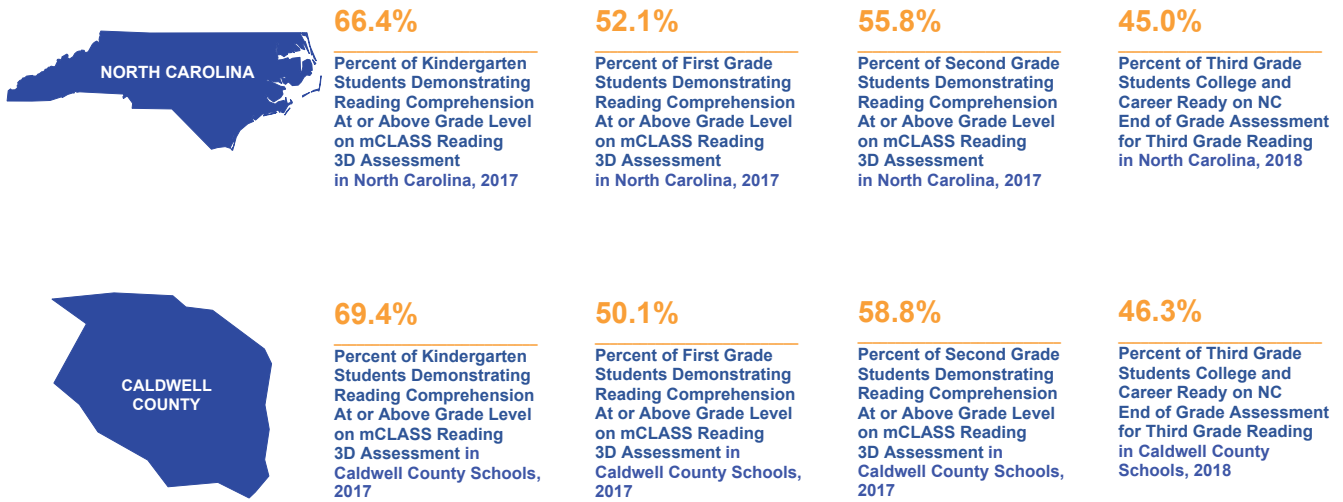 NORTH CAROLINA
66.4%
Percent of Kindergarten
Students Demonstrating
Reading Comprehension
At or Above Grade Level
on mCLASS Reading
3D Assessment
in North Carolina, 2017
52.1%
Percent of First Grade
Students Demonstrating
Reading Comprehension
At or Above Grade Level
on mCLASS Reading
3D Assessment
in North Carolina, 2017
55.8%
Percent of Second Grade
Students Demonstrating
Reading Comprehension
At or Above Grade Level
on mCLASS Reading
3D Assessment
in North Carolina, 2017
45.0%
Percent of Third Grade
Students College and
Career Ready on NC
End of Grade Assessment
for Third Grade Reading
in North Carolina, 2018
CALDWELL
COUNTY
69.4%
Percent of Kindergarten
Students Demonstrating
Reading Comprehension
At or Above Grade Level
on mCLASS Reading
3D Assessment in
Caldwell County Schools,
2017
50.1%
Percent of First Grade
Students Demonstrating
Reading Comprehension
At or Above Grade Level
on mCLASS Reading
3D Assessment in
Caldwell County Schools,
2017
58.8%
Percent of Second Grade
Students Demonstrating
Reading Comprehension
At or Above Grade Level
on mCLASS Reading
3D Assessment in
Caldwell County Schools,
2017
46.3%
Percent of Third Grade
Students College and
Career Ready on NC
End of Grade Assessment
for Third Grade Reading
in Caldwell County
Schools, 2018